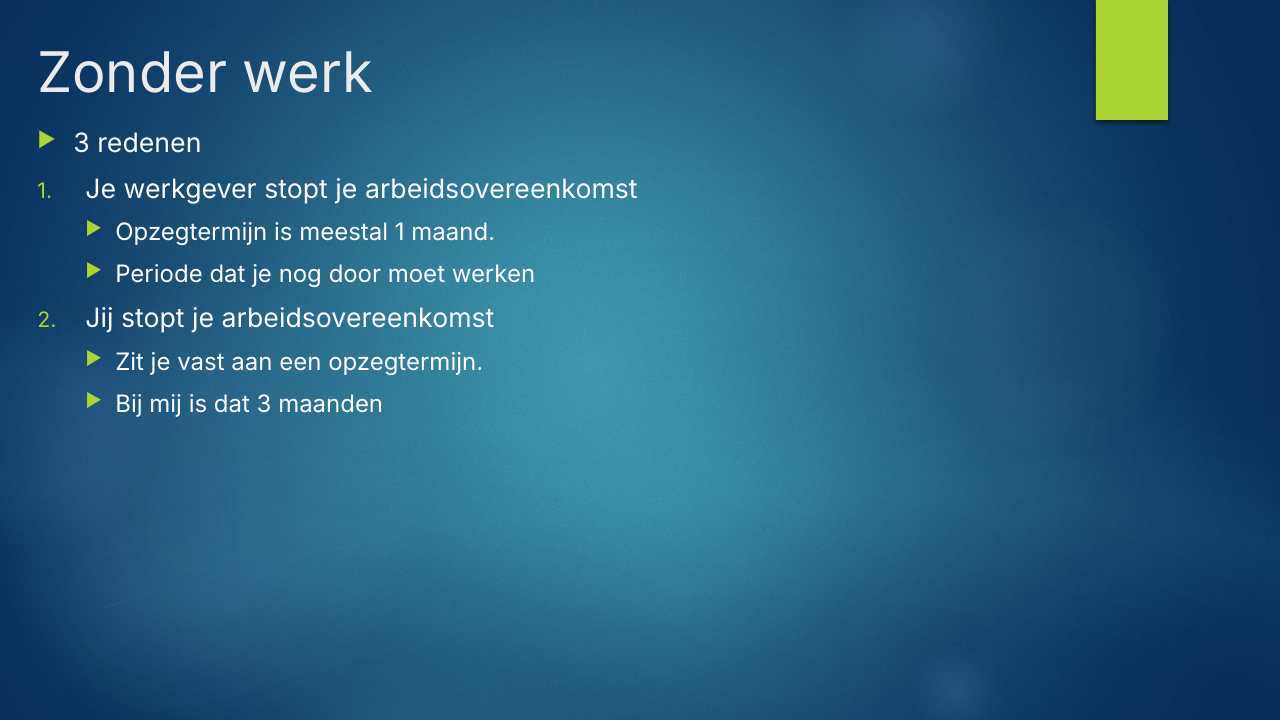 Zonder werk
3 redenen
1. Je werkgever stopt je arbeidsovereenkomst
Opzegtermijn is meestal 1 maand.
Periode dat je nog door moet werken
2. Jij stopt je arbeidsovereenkomst
Zit je vast aan een opzegtermijn.
Bij mij is dat 3 maanden